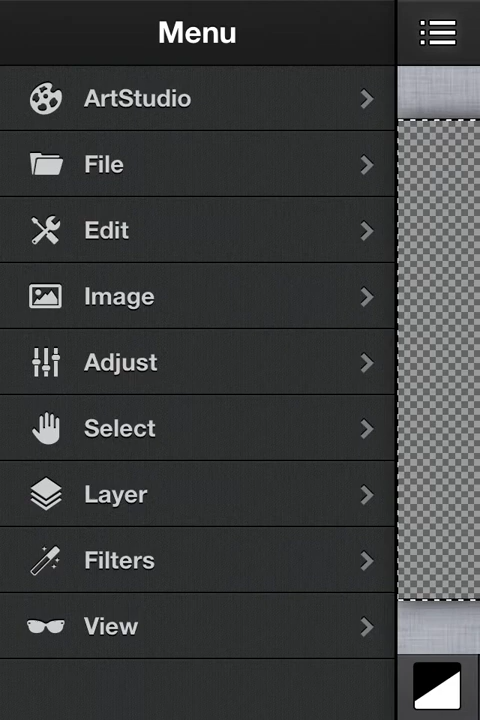 Menu
ArtStudio
File
Edit
Image
Adjust
Select
Layer
Filters
View